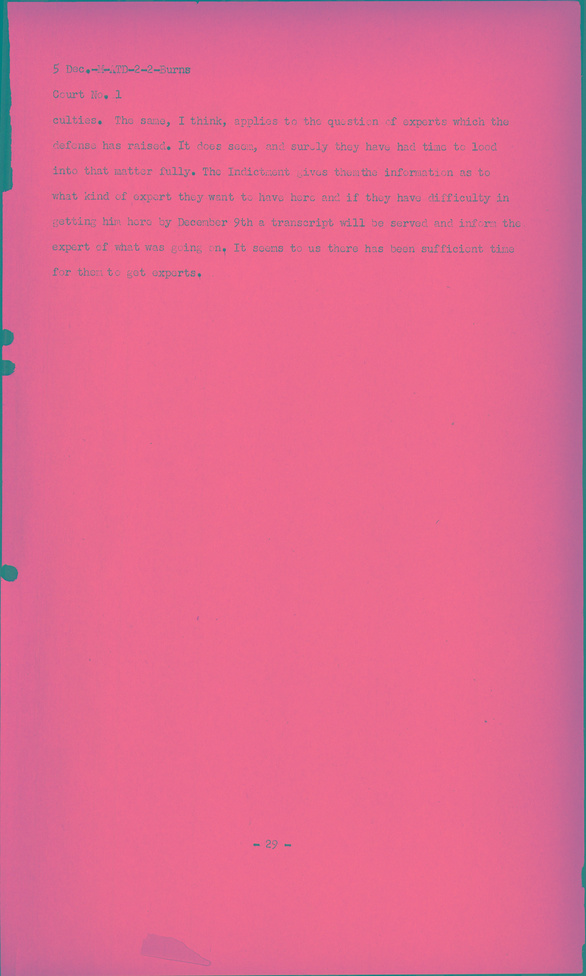 5 Dec.-M-ATD-2-2-Burns
Court No. 1
culties. The same, I think, applies to the question of experts which the
defense has raised. It does seem, and surely they have had time to lood
into that matter fully. The Indictment gives themthe information as to
what kind of expert they want to have here and if they have difficulty in
getting him here by December 9th a transcript will be served and inform the
expert of what was going on. It seems to us there has been sufficient time
for them to get experts.
- 29 -